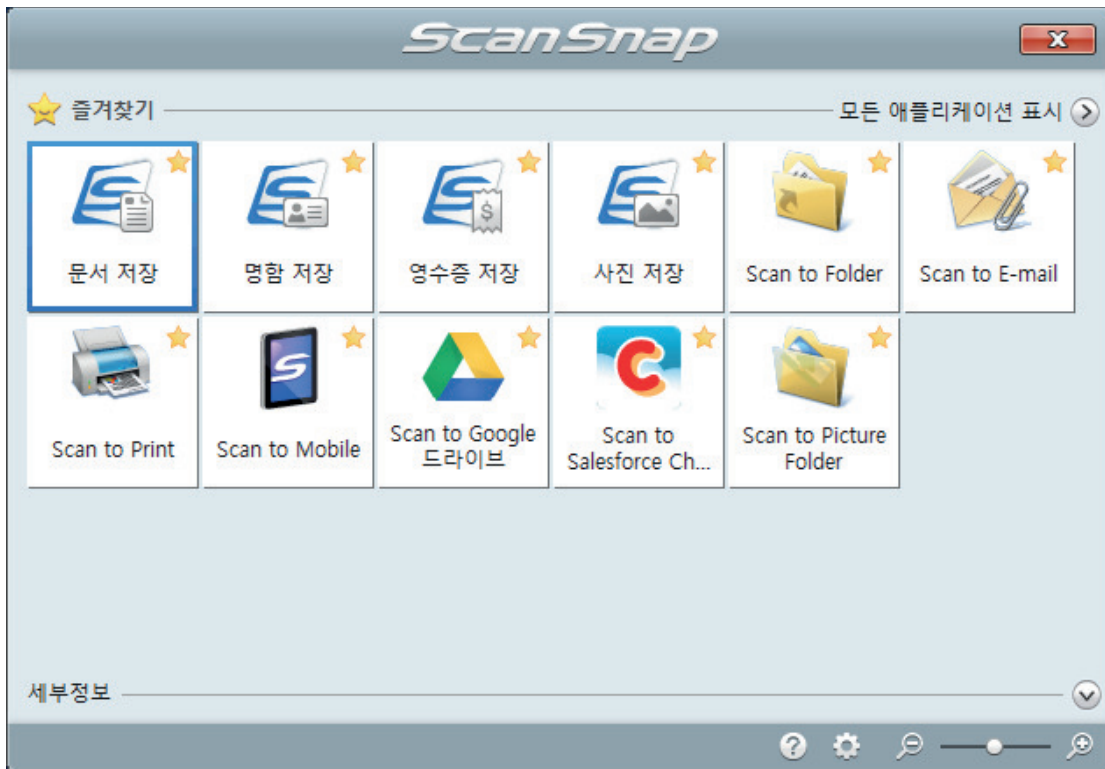 ScanSnap
즐겨찾기
모든 애플리케이션 표시
문서 저장
명함 저장
영수증 저장
사진 저장
Scan to Folder
Scan to E-mail
Scan to Print
Scan to Mobile
Scan to Google
드라이브
Scan to
Salesforce Ch...
Scan to Picture
Folder
세부정보